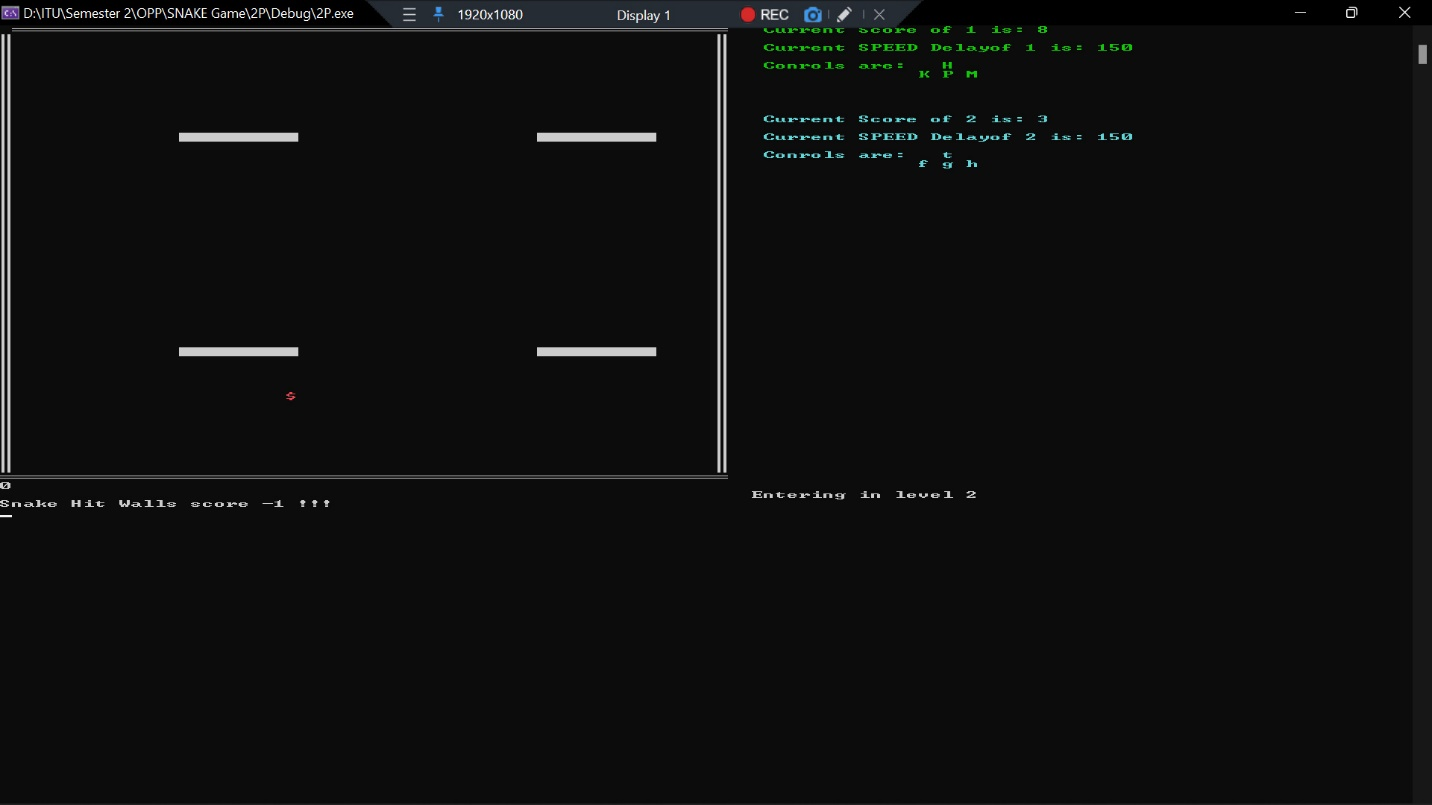 D:\ITU\Semester 2\OPP\SNAKE Game\2P\Debug\2P.exe
1920x1080 Display 1 REC
Current Score of 1 is: 8
Current SPEED Delayof 1 is: 150
Conrols are: H
K P M
Current Score of 2 is: 3
Current SPEED Delayof 2 is: 150
Conrols are: t
f g h
$
0
Snake Hit Walls score -1 !!!
Entering in level 2